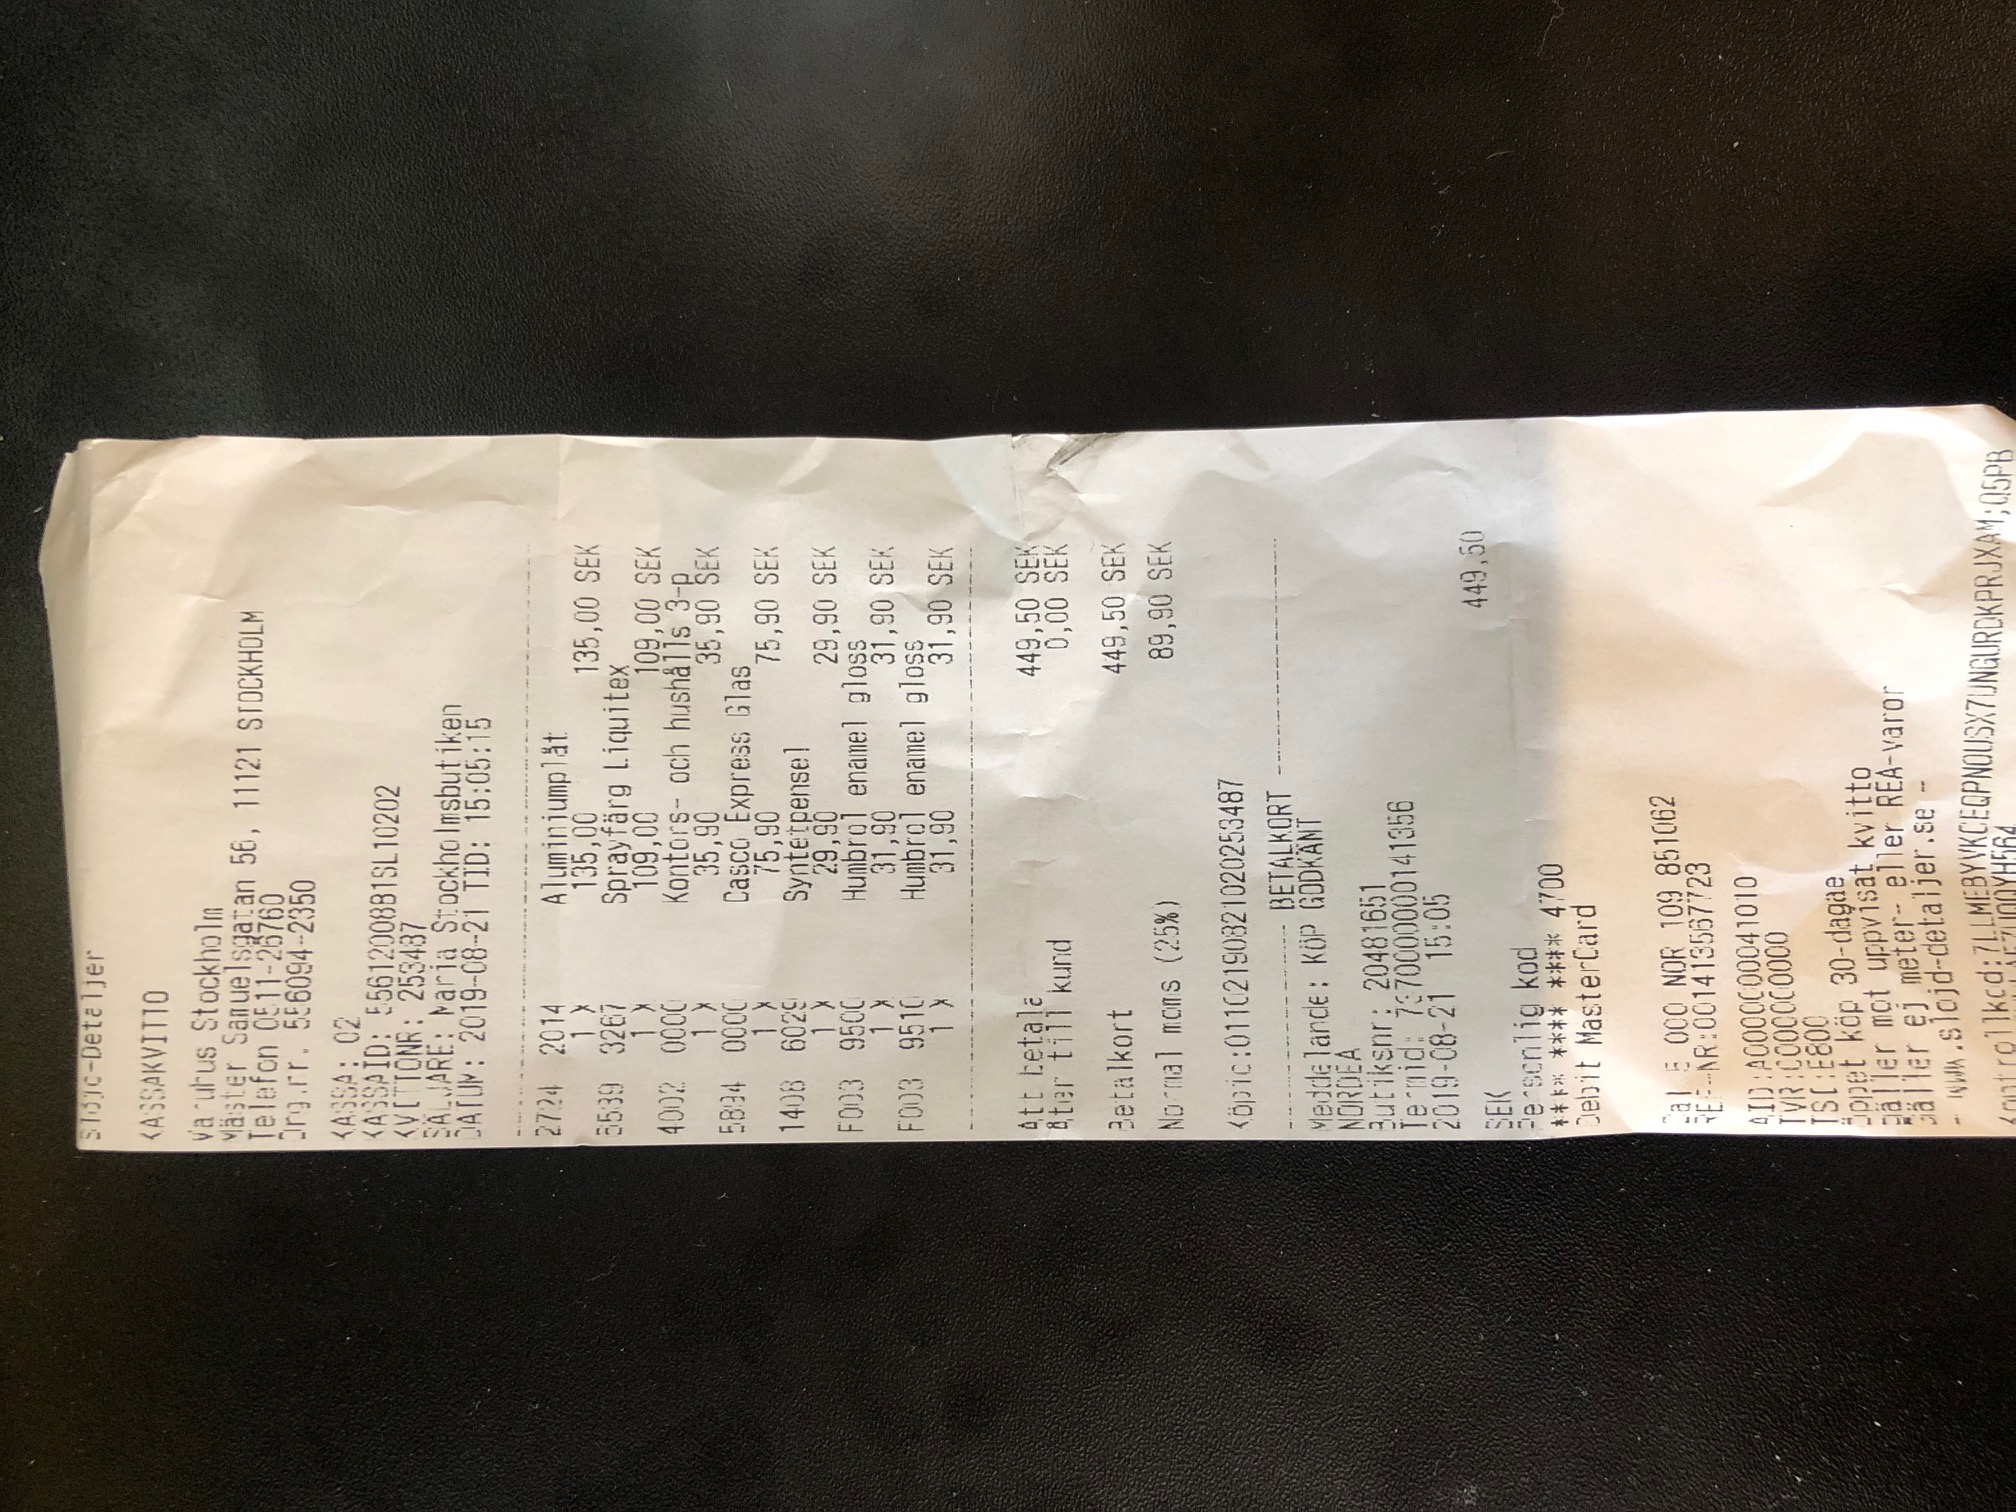 Slöjd-Detaljer
KASSAKVITTO
Varuhus Stockholm
Mäster Samuelsgatan 56, 11121 STOCKHOLM
Telefon 0511-26760
Org.nr. 556094-2350
KASSA: 02
KASSAID: 5561200881SL10202
KVITTONR: 253487
SÄLJARE: Maria Stockholmsbutiken
DATUM: 2019-08-21 TID: 15:05:15
2724 2014 Aluminiumplåt
1 X 135,00 135,00 SEK
5539 3267 Sprayfärg Liquitex
1 X 109,00 109,00 SEK
4002 0000 Kontors- och hushålls 3-p
1 X 35,90 35,90 SEK
5894 0000 Casco Express Glas
1 X 75,90 75,90 SEK
1408 6029 Syntetpensel
1 X 29,90 29,90 SEK
F003 9500 Humbrol enamel gloss
1 X 31,90 31,90 SEK
F003 9510 Humbrol enamel gloss
1 X 31,90 31,90 SEK
Att betala 449,50 SEK
Åter till kund 0,00 SEK
Betalkort 449,50 SEK
Normal moms (25%) 89,90 SEK
Köpid:01102190821020253487
BETALKORT
Meddelande: KÖP GODKÄNT
NORDEA
Butiksnr: 20481651
Termid: 7370000000141356
2019-08-21 15:05
449,50
SEK
Personlig kod
**** **** **** 4700
Debit MasterCard
Ca1 5 000 NOR 109 851062
REF-NR:001413567723
AID:A0000000041010
TVR:0000000000
TSI:E800
Öppet köp 30-dagae
gäller mot uppvisat kvitto
Gäller ej meter- eller REA-varor
- www.slojd-detaljer.se -
Kontrollkod:7LLMEBYVKCEQPNOUSX7UNGURDKPRJXAM;Q5PB